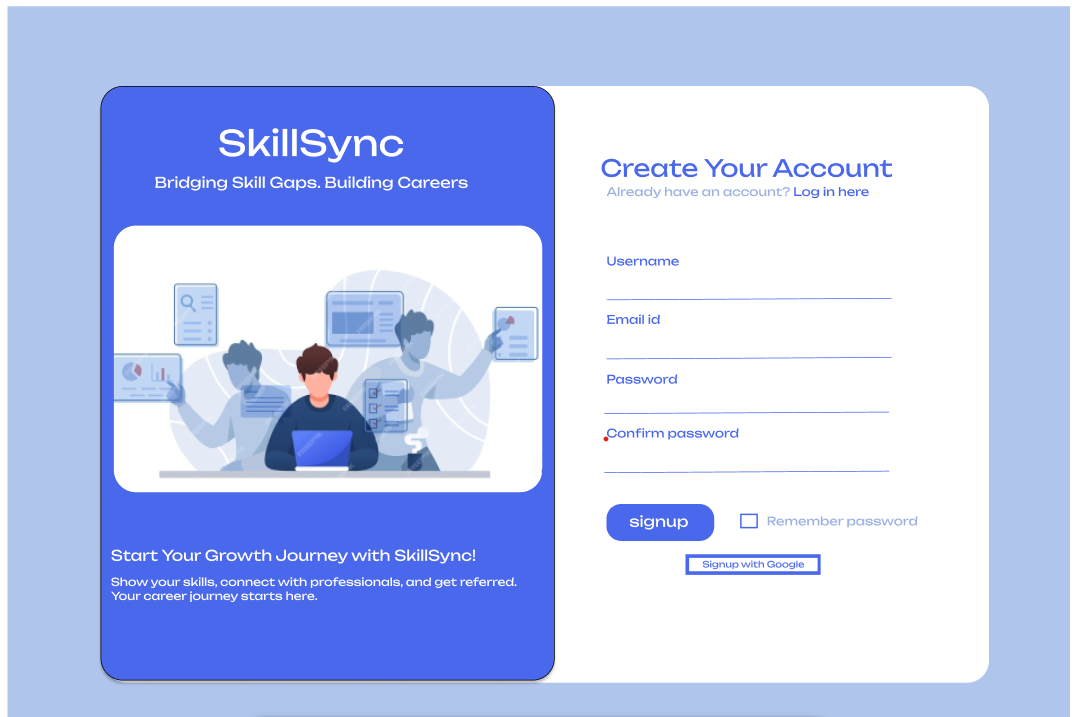 SkillSync
Bridging Skill Gaps. Building Careers
Start Your Growth Journey with SkillSync!
Show your skills, connect with professionals, and get referred.
Your career journey starts here.
Create Your Account
Already have an account? Log in here
Username
Email id
Password
Confirm password
signup
Remember password
Signup with Google